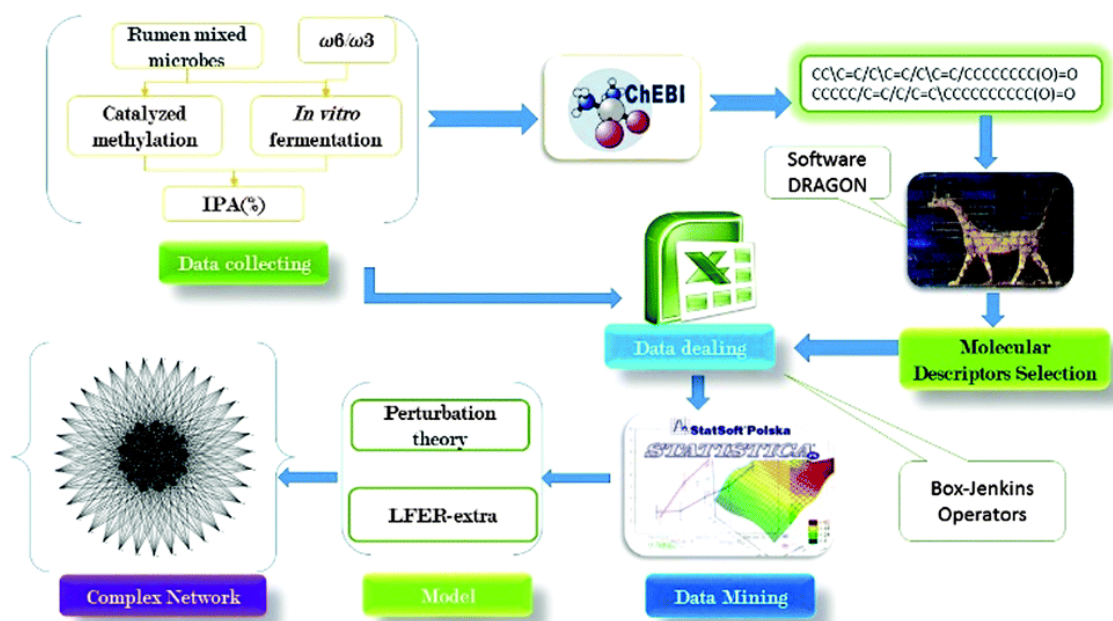 Rumen mixed
microbes
ω6/ω3
Catalyzed
methylation
In vitro
fermentation
IPA(%)
Data collecting
ChEBI
CC\C=C/C\C=C/C\C=C/CCCCCCCC(O)=O
CCCCC/C=C/C/C=C\CCCCCCCCCC(O)=O
Software
DRAGON
Molecular
Descriptors Selection
Data dealing
Box-Jenkins
Operators
StatSoft Polska
STATISTICA
Data Mining
Perturbation
theory
LFER-extra
Model
Complex Network